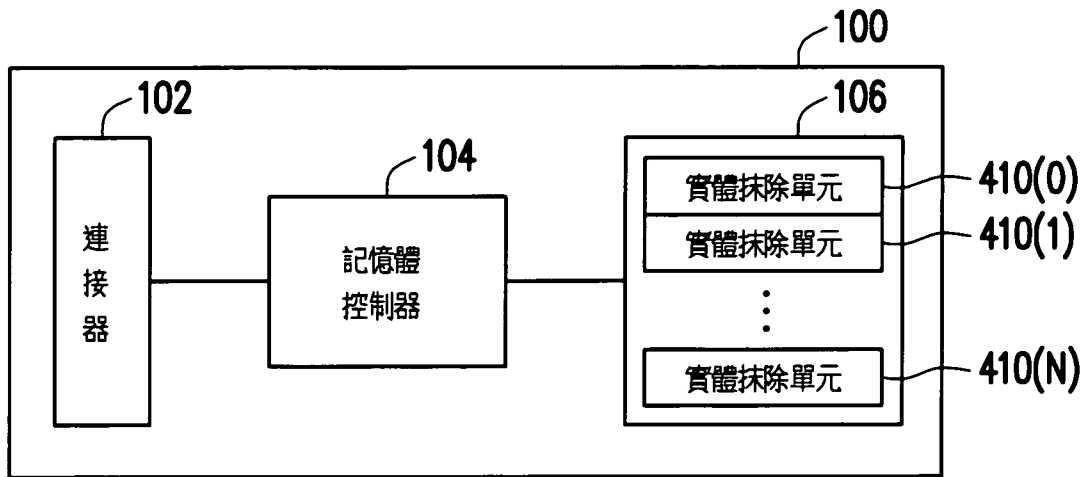 100
102
連
接
器
104
記憶體
控制器
106
實體抹除單元
410(0)
實體抹除單元
410(1)
實體抹除單元
410(N)